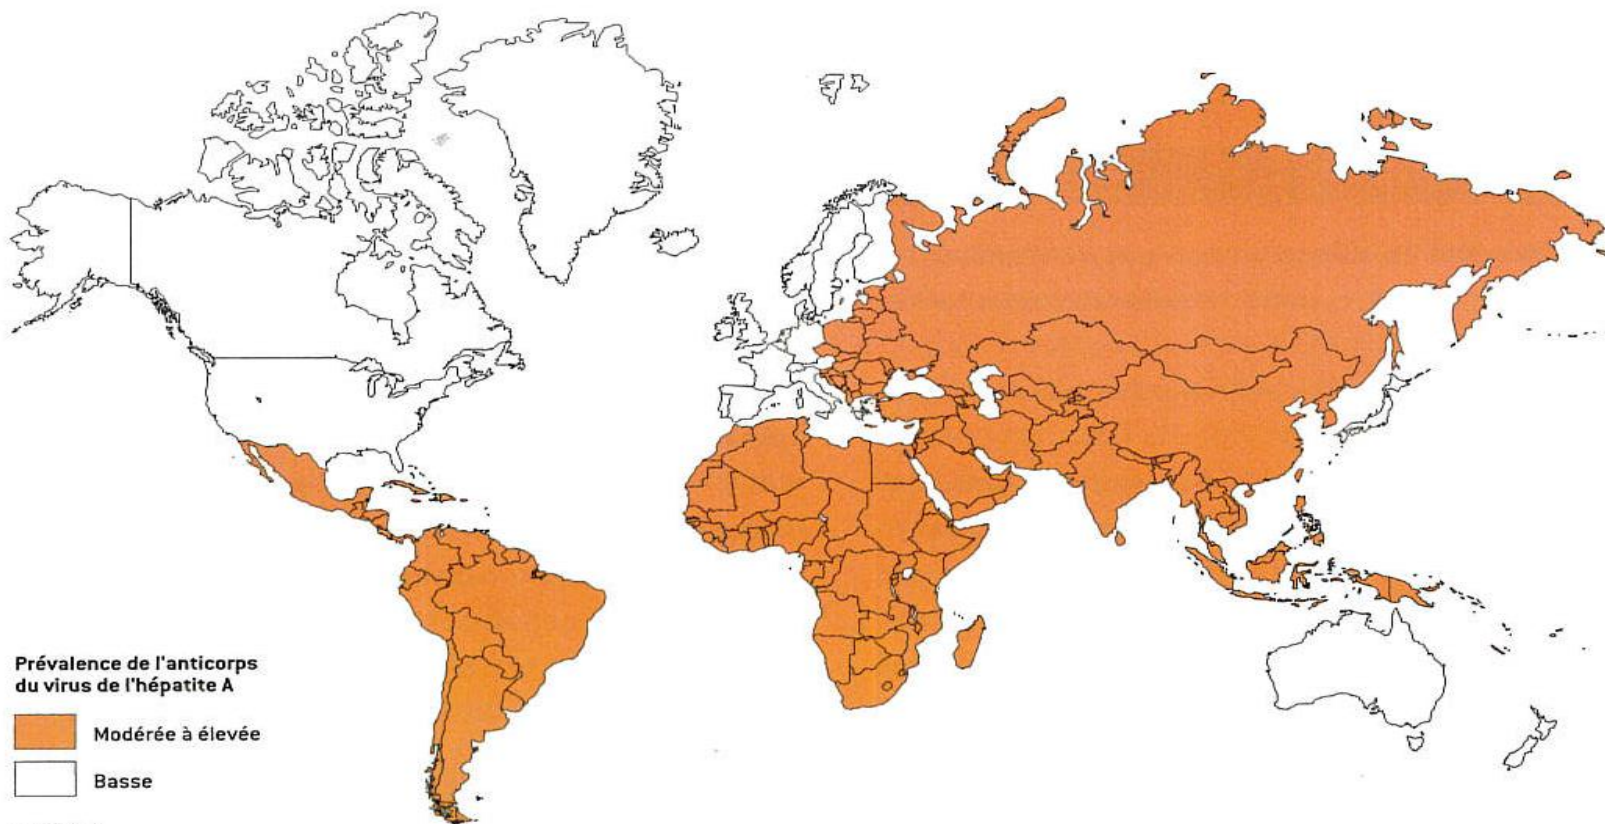 Prévalence de l'anticorps
du virus de l'hépatite A
Modérée à élevée
Basse